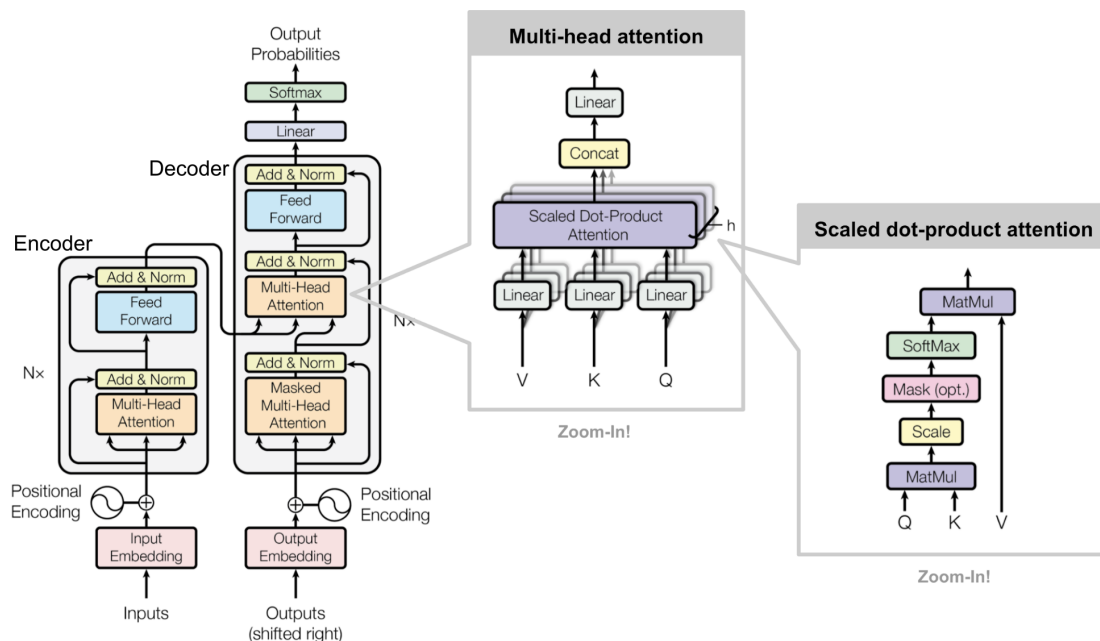 Output
Probabilities
Softmax
Linear
Decoder
Add & Norm
Feed
Forward
Add & Norm
Multi-Head
Attention
Nx
Add & Norm
Masked
Multi-Head
Attention
Encoder
Add & Norm
Feed
Forward
Nx
Add & Norm
Multi-Head
Attention
Positional
Encoding
Positional
Encoding
Input
Embedding
Output
Embedding
Inputs
Outputs
(shifted right)
Multi-head attention
Linear
Concat
Scaled Dot-Product
Attention
h
Linear
Linear
Linear
V
K
Q
Zoom-In!
Scaled dot-product attention
MatMul
SoftMax
Mask (opt.)
Scale
MatMul
Q
K
V
Zoom-In!